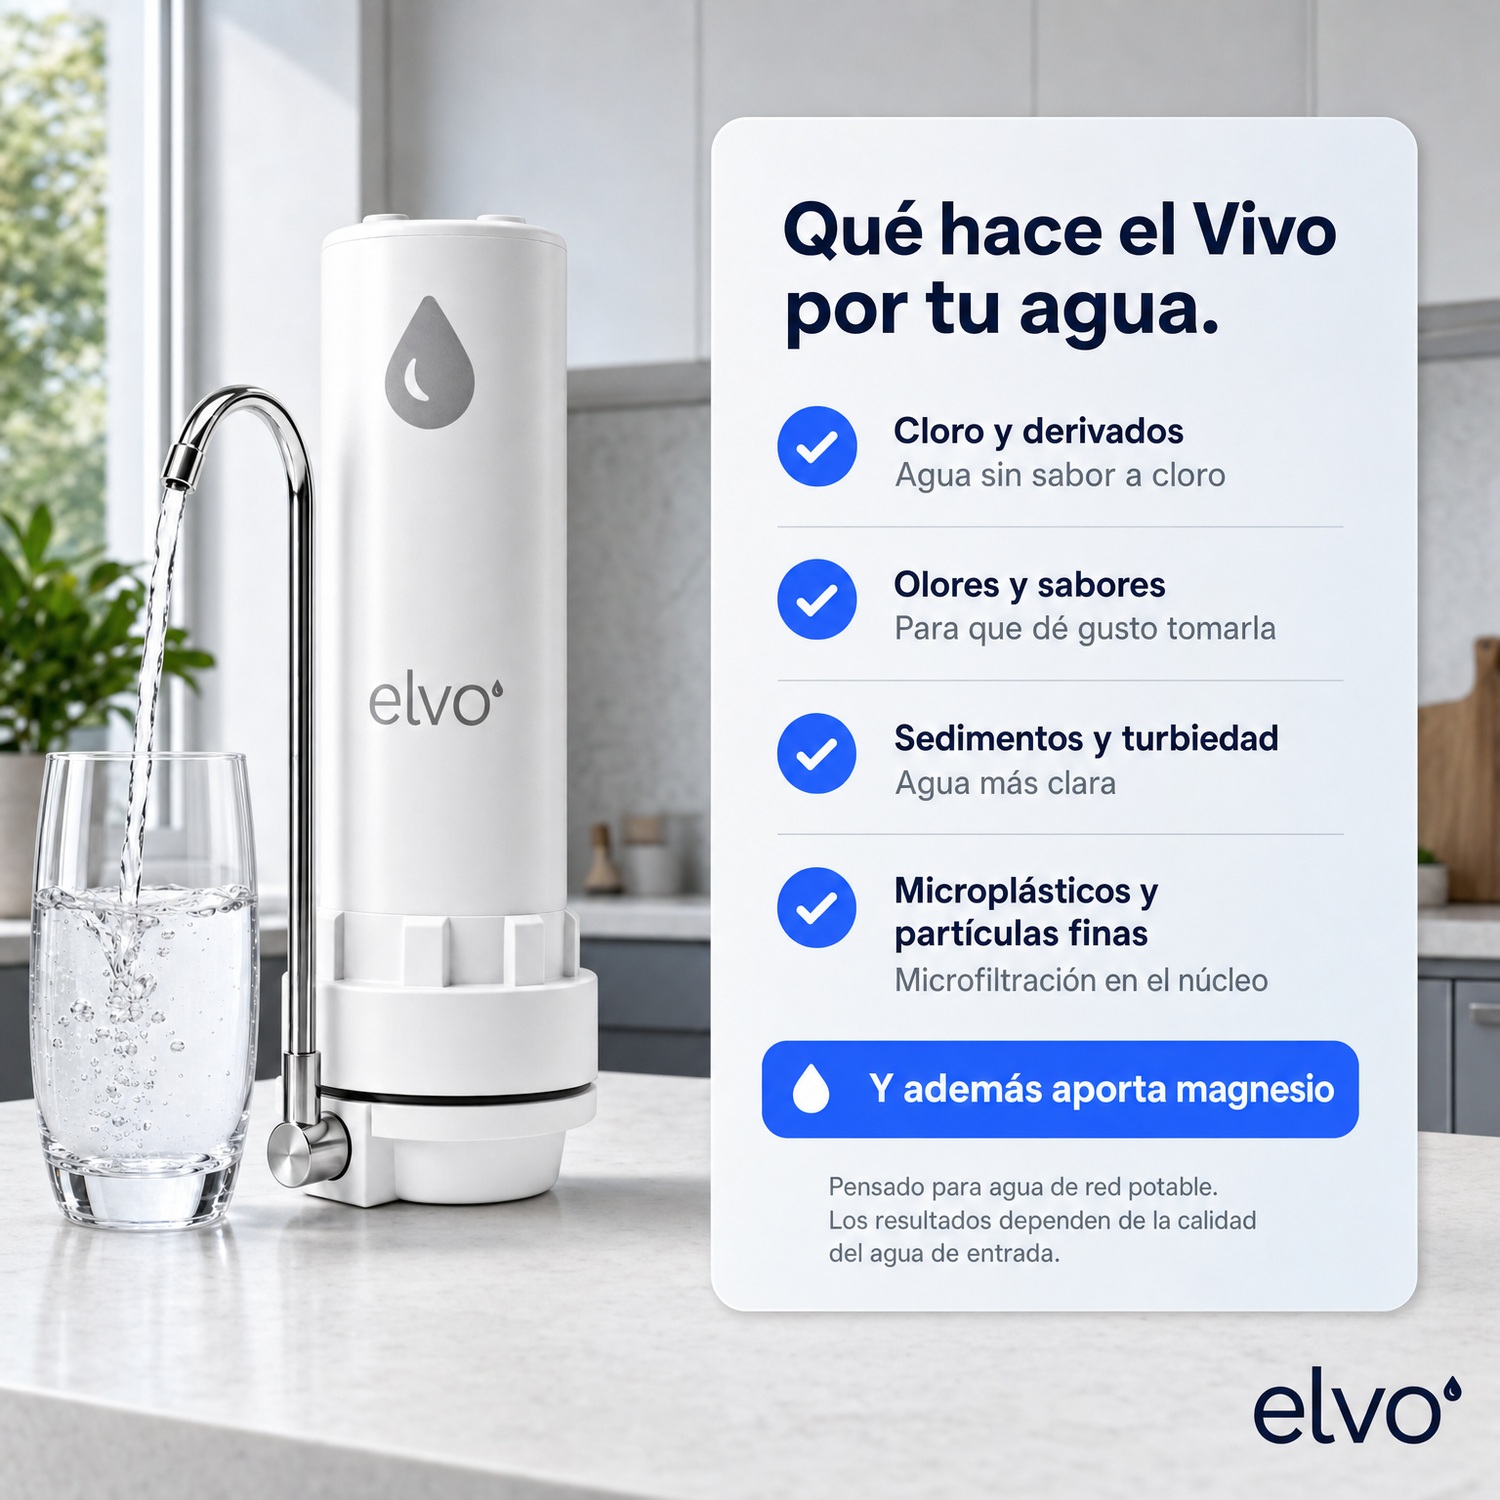 elvo
Qué hace el Vivo
por tu agua.
Cloro y derivados
Agua sin sabor a cloro
Olores y sabores
Para que dé gusto tomarla
Sedimentos y turbiedad
Agua más clara
Microplásticos y
partículas finas
Microfiltración en el núcleo
Y además aporta magnesio
Pensado para agua de red potable.
Los resultados dependen de la calidad
del agua de entrada.
elvo